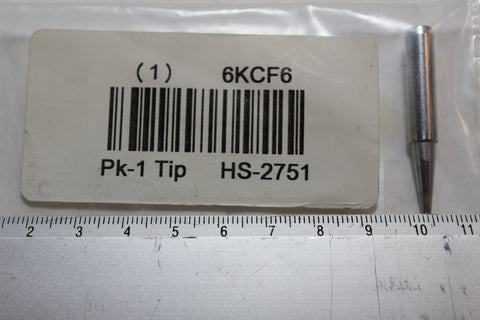 (1) 6KCF6
Pk-1 Tip HS-2751
2 3 4 5 6 7 8 9 10 11